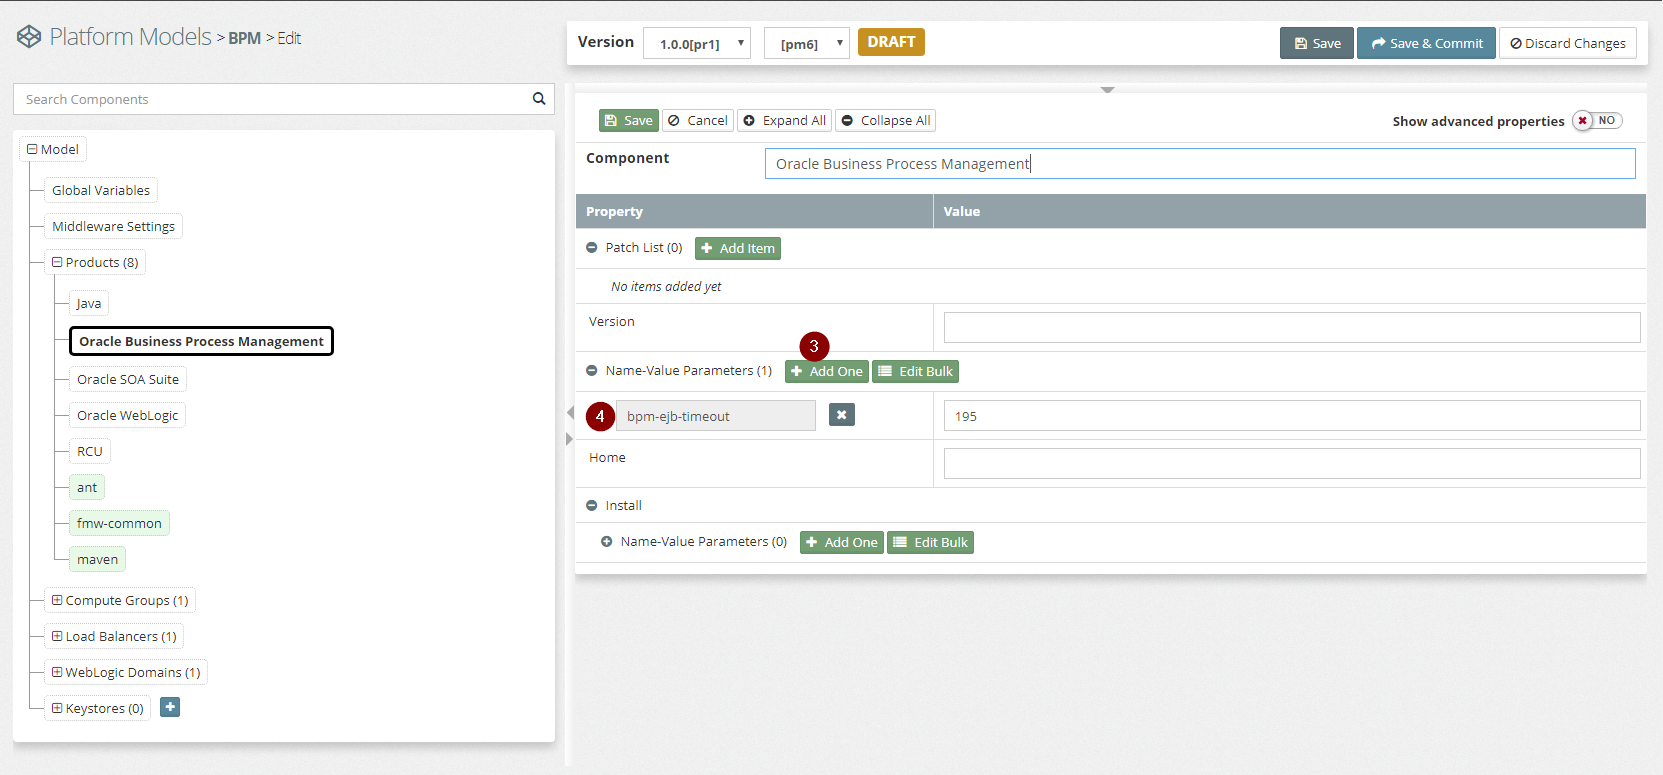 Platform Models > BPM > Edit
Version 1.0.0[pr1] [pm6] DRAFT Save Save & Commit Discard Changes
Search Components
Model
Global Variables
Middleware Settings
Products (8)
Java
Oracle Business Process Management
Oracle SOA Suite
Oracle WebLogic
RCU
ant
fmw-common
maven
Compute Groups (1)
Load Balancers (1)
WebLogic Domains (1)
Keystores (0)
Save Cancel Expand All Collapse All Show advanced properties NO
Component Oracle Business Process Management
Property Value
Patch List (0) Add Item
No items added yet
Version
3
Name-Value Parameters (1) Add One Edit Bulk
4 bpm-ejb-timeout 195
Home
Install
Name-Value Parameters (0) Add One Edit Bulk